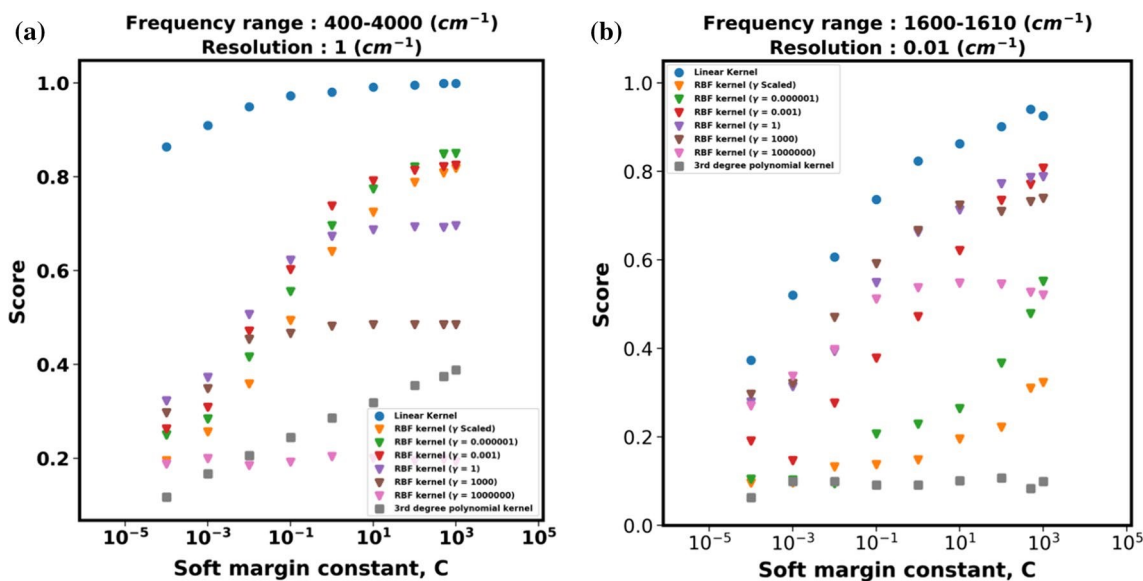 (a)
Frequency range : 400-4000 (cm⁻¹)
Resolution : 1 (cm⁻¹)
1.0
0.8
0.6
0.4
0.2
Score
Linear Kernel
RBF kernel (γ Scaled)
RBF kernel (γ = 0.000001)
RBF kernel (γ = 0.001)
RBF kernel (γ = 1)
RBF kernel (γ = 1000)
RBF kernel (γ = 1000000)
3rd degree polynomial kernel
10⁻⁵ 10⁻³ 10⁻¹ 10¹ 10³ 10⁵
Soft margin constant, C
(b)
Frequency range : 1600-1610 (cm⁻¹)
Resolution : 0.01 (cm⁻¹)
Linear Kernel
RBF kernel (γ Scaled)
RBF kernel (γ = 0.000001)
RBF kernel (γ = 0.001)
RBF kernel (γ = 1)
RBF kernel (γ = 1000)
RBF kernel (γ = 1000000)
3rd degree polynomial kernel
1.0
0.8
0.6
0.4
0.2
0.0
Score
10⁻⁵ 10⁻³ 10⁻¹ 10¹ 10³ 10⁵
Soft margin constant, C